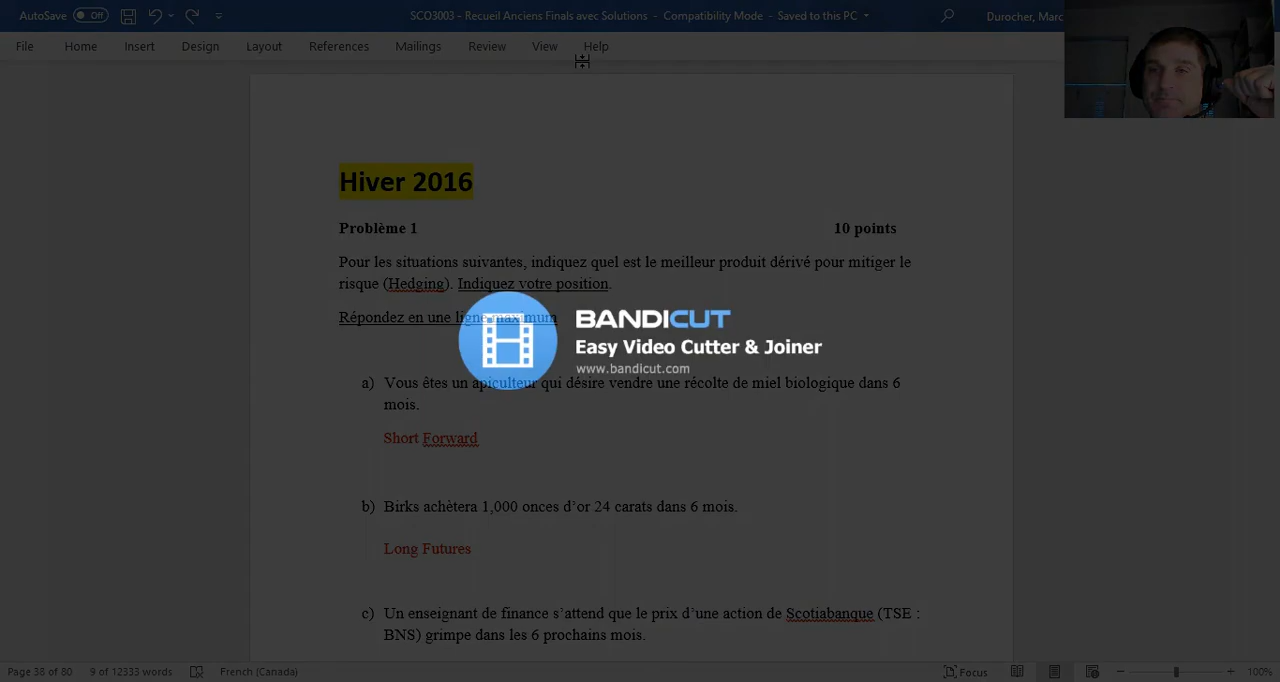 AutoSave Off SCO3003 - Recueil Anciens Finals avec Solutions - Compatibility Mode - Saved to this PC Durocher, Marc
File Home Insert Design Layout References Mailings Review View Help
Hiver 2016
Problème 1 10 points
Pour les situations suivantes, indiquez quel est le meilleur produit dérivé pour mitiger le
risque (Hedging). Indiquez votre position.
Répondez en une ligne maximum
BANDICUT
Easy Video Cutter & Joiner
www.bandicut.com
a) Vous êtes un apiculteur qui désire vendre une récolte de miel biologique dans 6
mois.
Short Forward
b) Birks achètera 1,000 onces d'or 24 carats dans 6 mois.
Long Futures
c) Un enseignant de finance s'attend que le prix d'une action de Scotiabanque (TSE :
BNS) grimpe dans les 6 prochains mois.
Page 38 of 80 9 of 12333 words French (Canada) Focus 100%